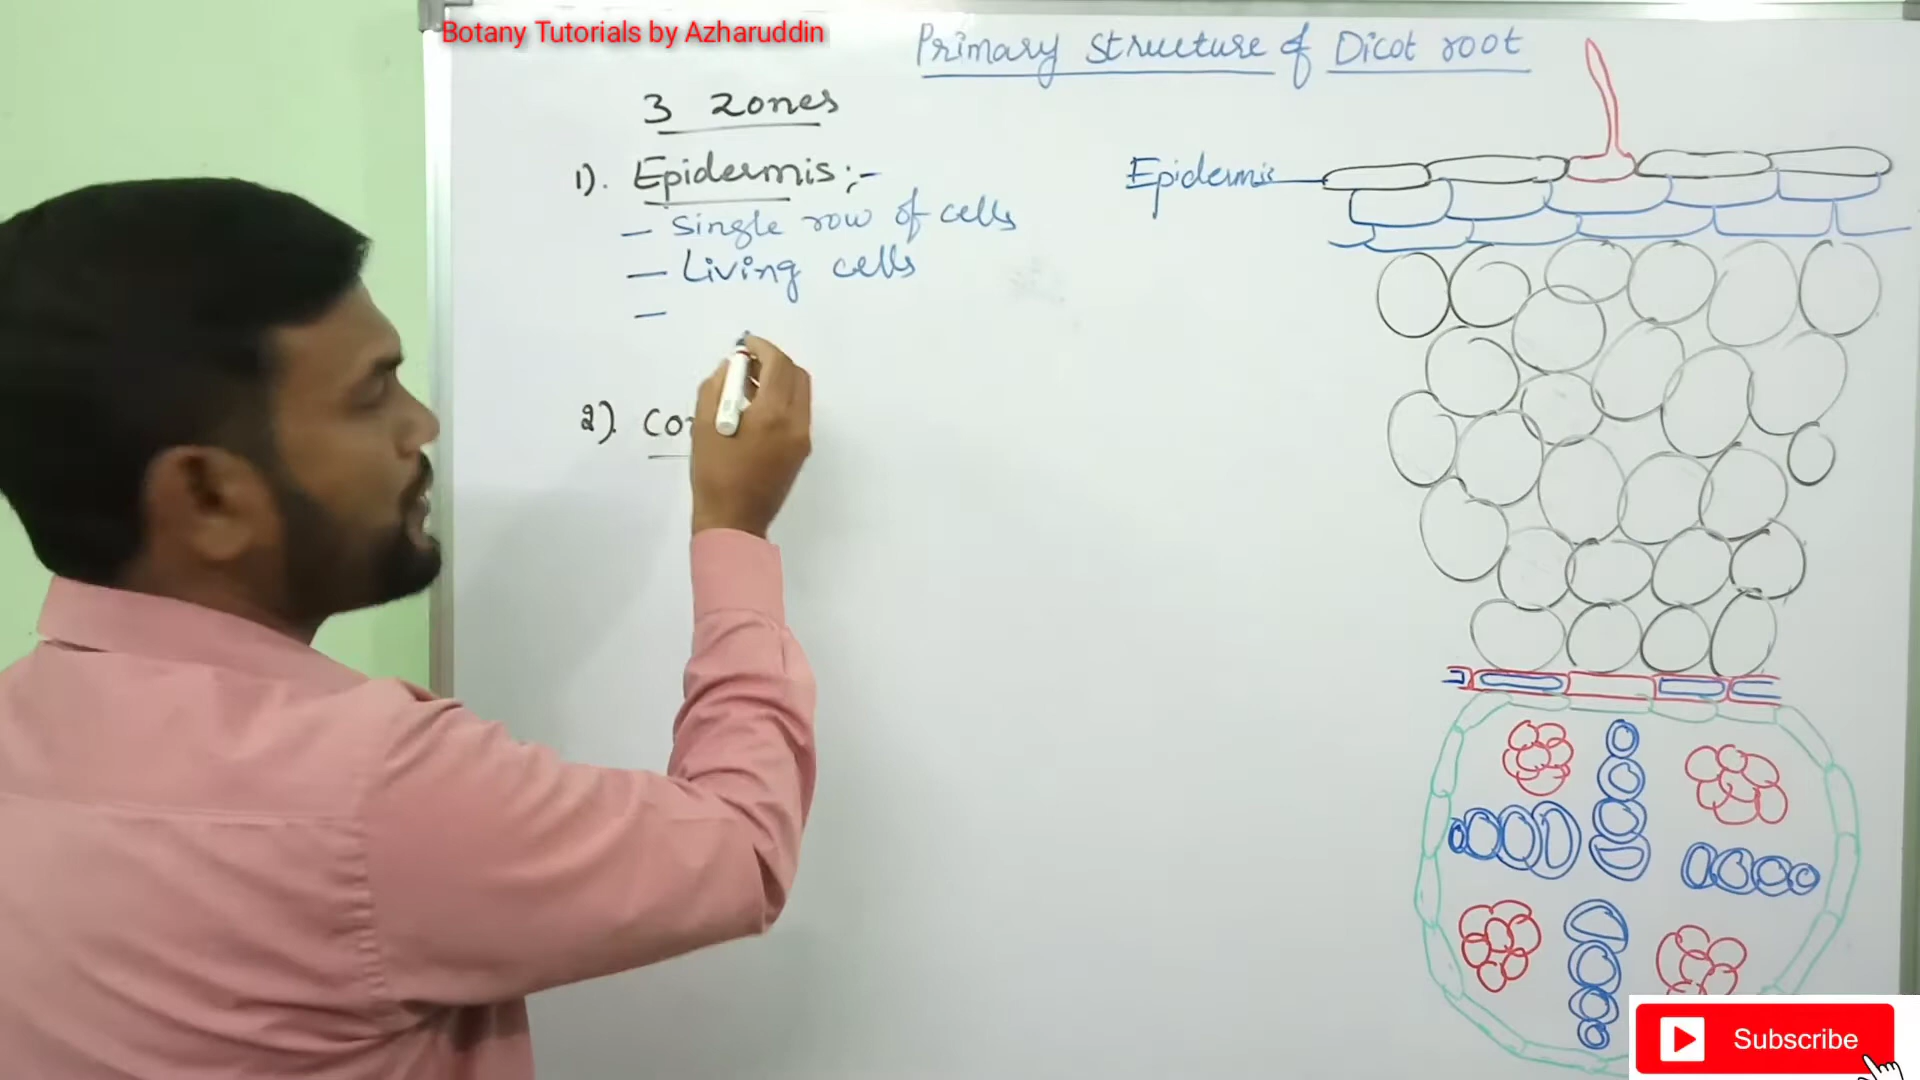 Botany Tutorials by Azharuddin
Primary structure of Dicot root
3 zones
1). Epidermis :-
— Single row of cells
— Living cells
—
2).
Epidermis
Subscribe